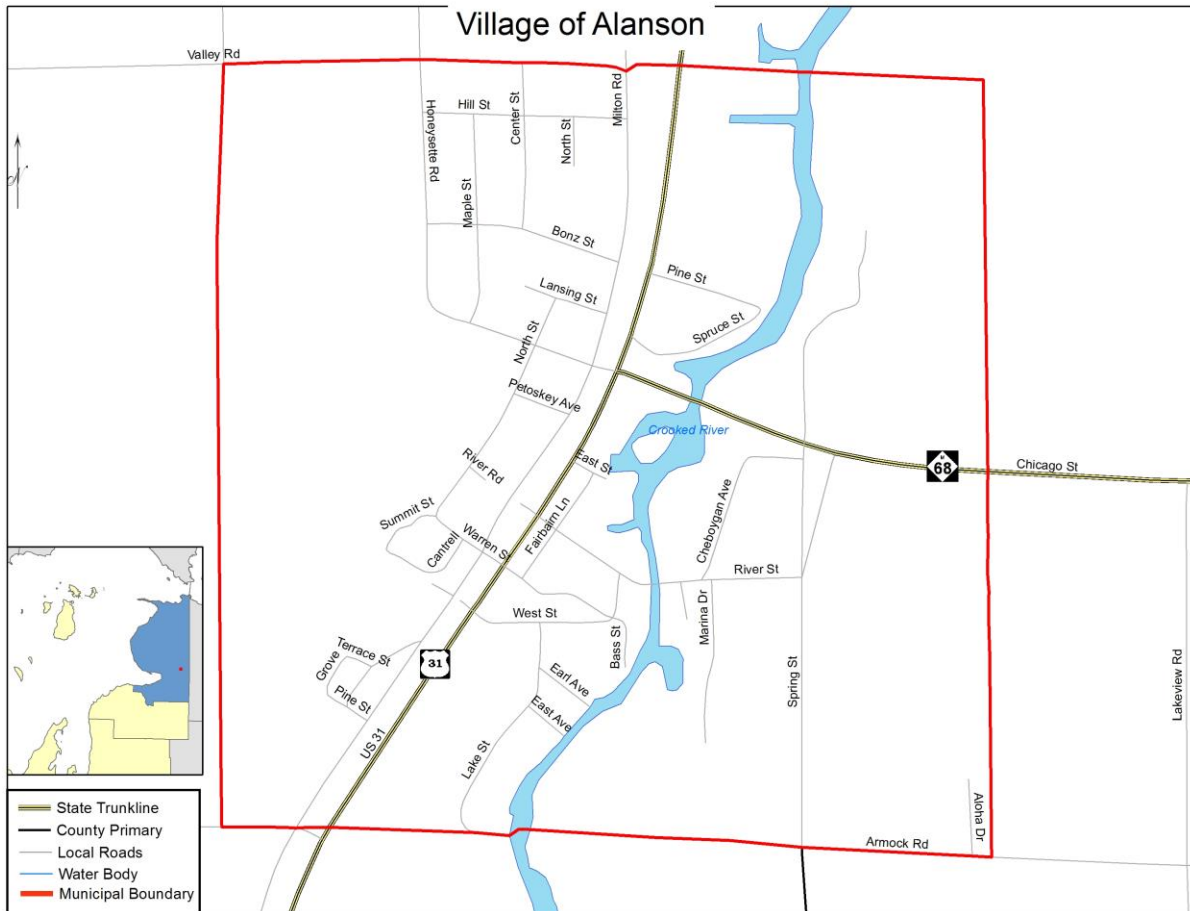 Village of Alanson
Valley Rd
Hill St
Center St
North St
Milton Rd
Honeysette Rd
Maple St
Bonz St
Pine St
Lansing St
Spruce St
North St
Petoskey Ave
Crooked River
M
68
Chicago St
River Rd
East St
Summit St
Cantrell
Warren St
Fairbairn Ln
Cheboygan Ave
River St
West St
Marina Dr
Bass St
Terrace St
Grove
Pine St
31
Earl Ave
East Ave
Spring St
Lakeview Rd
US 31
Lake St
Aloha Dr
Armock Rd
N
State Trunkline
County Primary
Local Roads
Water Body
Municipal Boundary